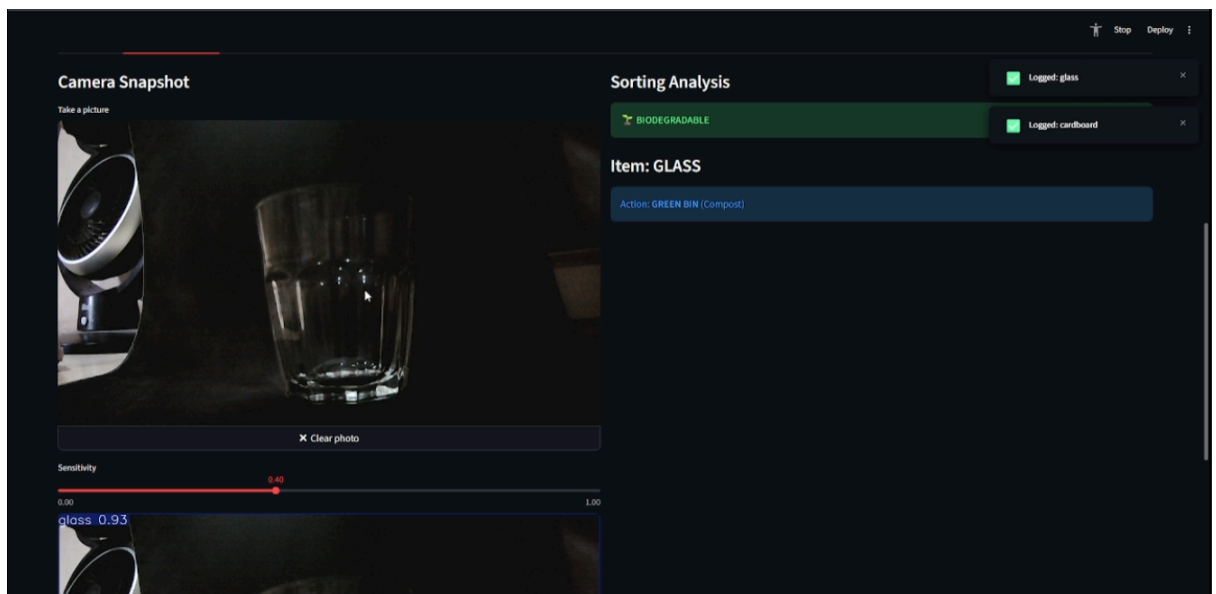 Stop Deploy
Camera Snapshot
Take a picture
Clear photo
Sensitivity
0.40
0.00 1.00
glass 0.93
Sorting Analysis
BIODEGRADABLE
Item: GLASS
Action: GREEN BIN (Compost)
Logged: glass
Logged: cardboard